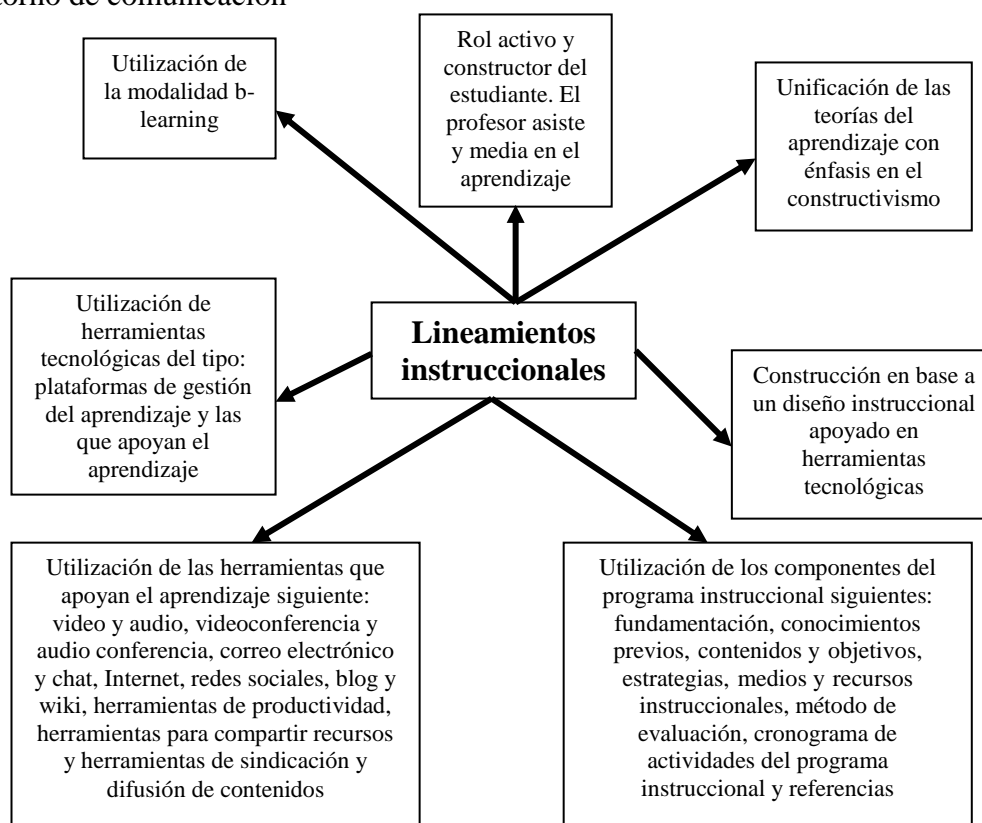 torno de comunicación
Utilización de
la modalidad b-
learning
Rol activo y
constructor del
estudiante. El
profesor asiste
y media en el
aprendizaje
Unificación de las
teorías del
aprendizaje con
énfasis en el
constructivismo
Utilización de
herramientas
tecnológicas del tipo:
plataformas de gestión
del aprendizaje y las
que apoyan el
aprendizaje
Lineamientos
instruccionales
Construcción en base a
un diseño instruccional
apoyado en
herramientas
tecnológicas
Utilización de las herramientas que
apoyan el aprendizaje siguiente:
video y audio, videoconferencia y
audio conferencia, correo electrónico
y chat, Internet, redes sociales, blog y
wiki, herramientas de productividad,
herramientas para compartir recursos
y herramientas de sindicación y
difusión de contenidos
Utilización de los componentes del
programa instruccional siguientes:
fundamentación, conocimientos
previos, contenidos y objetivos,
estrategias, medios y recursos
instruccionales, método de
evaluación, cronograma de
actividades del programa
instruccional y referencias